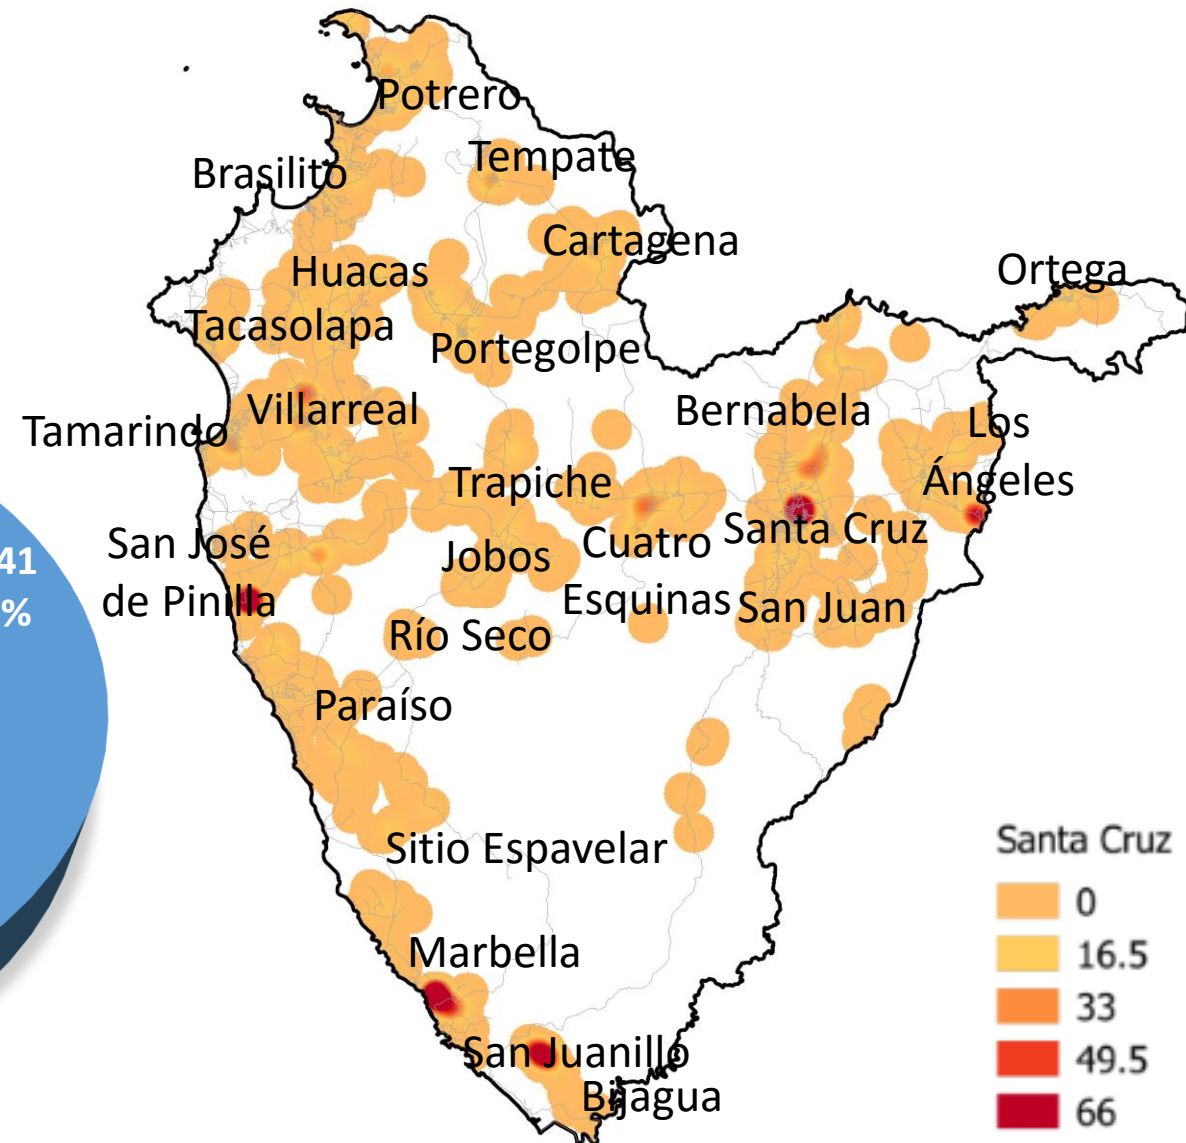 Potrero
Tempate
Brasilito
Cartagena
Ortega
Huacas
Tacasolapa
Portegolpe
Villarreal
Bernabela
Tamarindo
Los
Ángeles
Trapiche
Santa Cruz
San José
de Pinilla
Cuatro
Esquinas
Jobos
41
%
San Juan
Río Seco
Paraíso
Sitio Espavelar
Marbella
San Juanillo
Bijagua
Santa Cruz
0
16.5
33
49.5
66